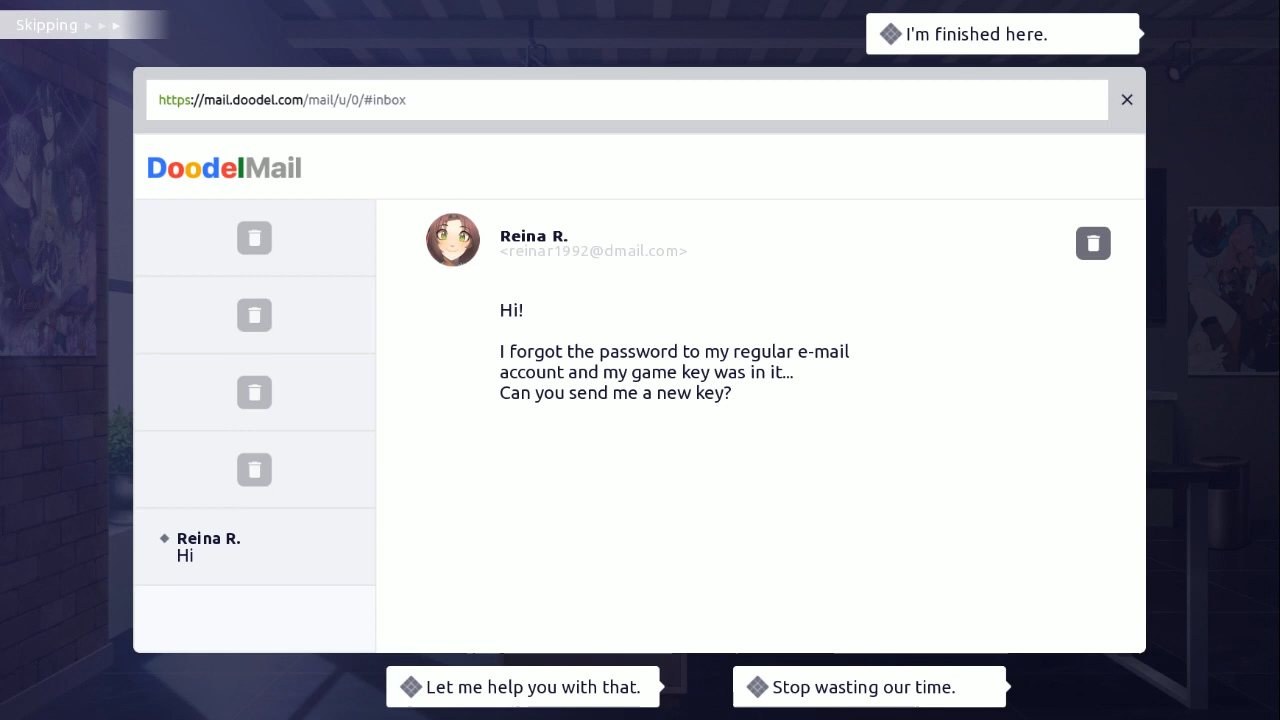 Skipping
I'm finished here.
https://mail.doodel.com/mail/u/0/#inbox
DoodelMail
Reina R.
<reinar1992@dmail.com>
Hi!
I forgot the password to my regular e-mail
account and my game key was in it...
Can you send me a new key?
Reina R.
Hi
Let me help you with that.
Stop wasting our time.